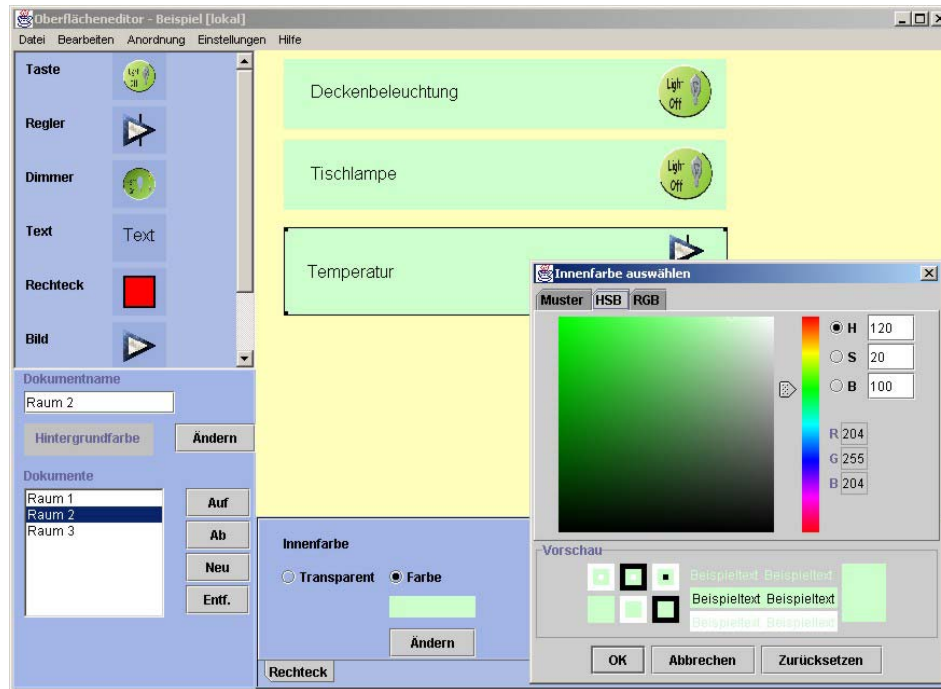 Oberflächeneditor - Beispiel [lokal]
Datei Bearbeiten Anordnung Einstellungen Hilfe
Taste
Light Off
Regler
Dimmer
Text Text
Rechteck
Bild
Dokumentname
Raum 2
Hintergrundfarbe Ändern
Dokumente
Raum 1
Raum 2
Raum 3
Auf
Ab
Neu
Entf.
Deckenbeleuchtung
Light Off
Tischlampe
Light Off
Temperatur
Innenfarbe
Transparent Farbe
Ändern
Rechteck
Innenfarbe auswählen
Muster HSB RGB
H 120
S 20
B 100
R 204
G 255
B 204
Vorschau
Beispieltext Beispieltext
Beispieltext Beispieltext
Beispieltext Beispieltext
OK Abbrechen Zurücksetzen